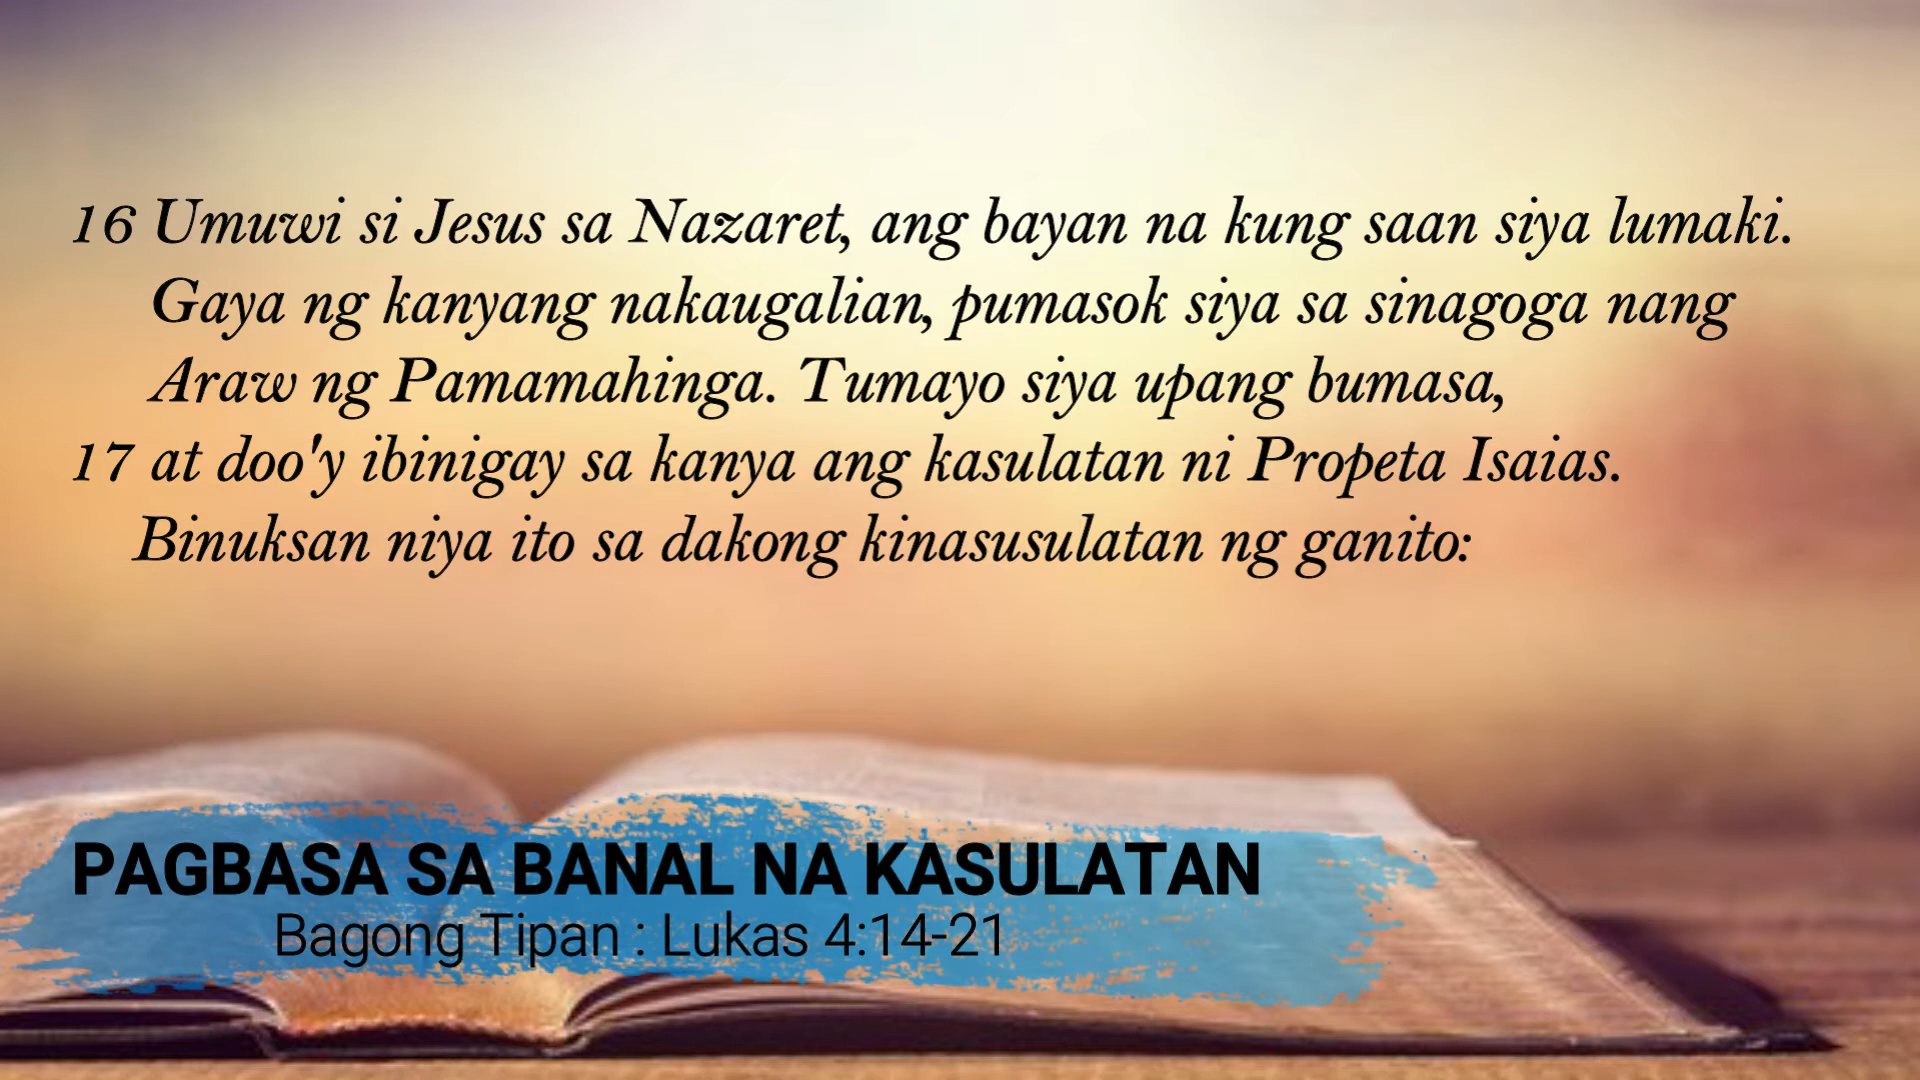 16 Umuwi si Jesus sa Nazaret, ang bayan na kung saan siya lumaki.
Gaya ng kanyang nakaugalian, pumasok siya sa sinagoga nang
Araw ng Pamamahinga. Tumayo siya upang bumasa,
17 at doo'y ibinigay sa kanya ang kasulatan ni Propeta Isaias.
Binuksan niya ito sa dakong kinasusulatan ng ganito:
PAGBASA SA BANAL NA KASULATAN
Bagong Tipan : Lukas 4:14-21